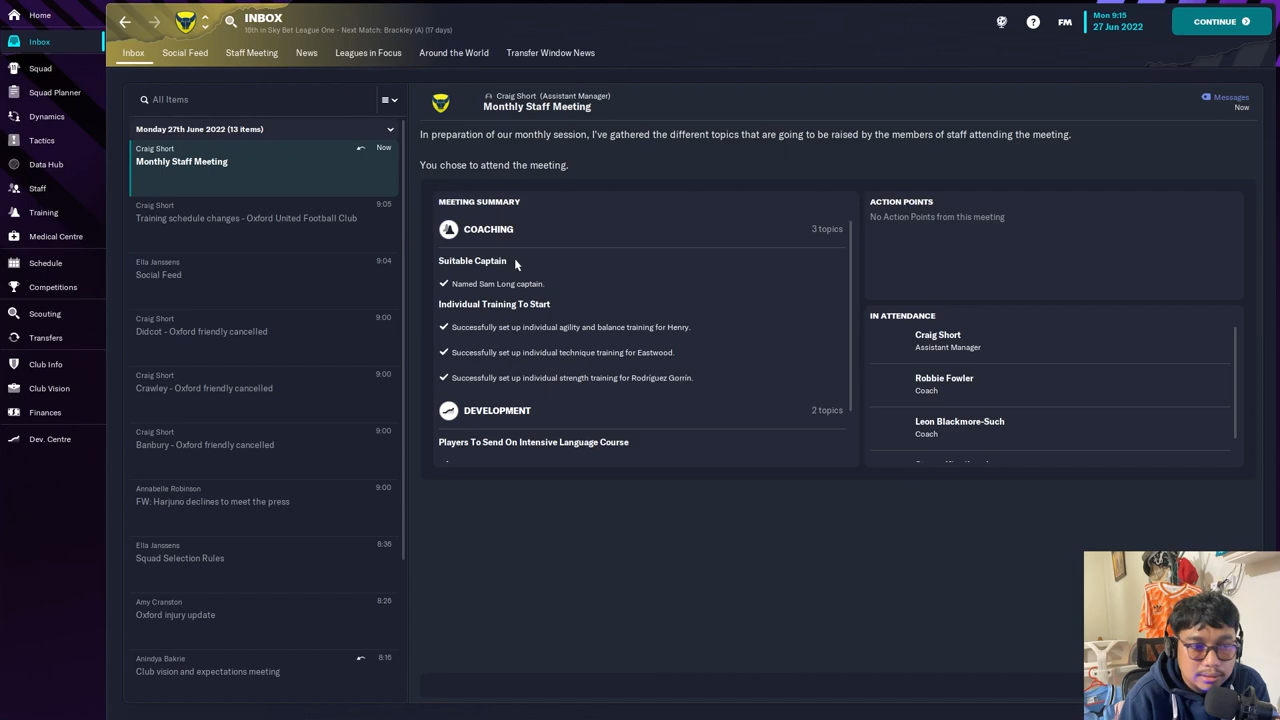 Home
Inbox
Squad
Squad Planner
Dynamics
Tactics
Data Hub
Staff
Training
Medical Centre
Schedule
Competitions
Scouting
Transfers
Club Info
Club Vision
Finances
Dev. Centre
INBOX
16th in Sky Bet League One - Next Match: Brackley (A) (17 days)
FM
Mon 9:15
27 Jun 2022
CONTINUE
Inbox
Social Feed
Staff Meeting
News
Leagues in Focus
Around the World
Transfer Window News
All Items
Monday 27th June 2022 (13 items)
Craig Short
Now
Monthly Staff Meeting
Craig Short
9:05
Training schedule changes - Oxford United Football Club
Ella Janssens
9:04
Social Feed
Craig Short
9:00
Didcot - Oxford friendly cancelled
Craig Short
9:00
Crawley - Oxford friendly cancelled
Craig Short
9:00
Banbury - Oxford friendly cancelled
Annabelle Robinson
9:00
FW: Harjuno declines to meet the press
Ella Janssens
8:36
Squad Selection Rules
Amy Cranston
8:26
Oxford injury update
Anindya Bakrie
8:16
Club vision and expectations meeting
Craig Short (Assistant Manager)
Monthly Staff Meeting
Messages
Now
In preparation of our monthly session, I've gathered the different topics that are going to be raised by the members of staff attending the meeting.
You chose to attend the meeting.
MEETING SUMMARY
COACHING
3 topics
Suitable Captain
Named Sam Long captain.
Individual Training To Start
Successfully set up individual agility and balance training for Henry.
Successfully set up individual technique training for Eastwood.
Successfully set up individual strength training for Rodríguez Gorrín.
DEVELOPMENT
2 topics
Players To Send On Intensive Language Course
ACTION POINTS
No Action Points from this meeting
IN ATTENDANCE
Craig Short
Assistant Manager
Robbie Fowler
Coach
Leon Blackmore-Such
Coach